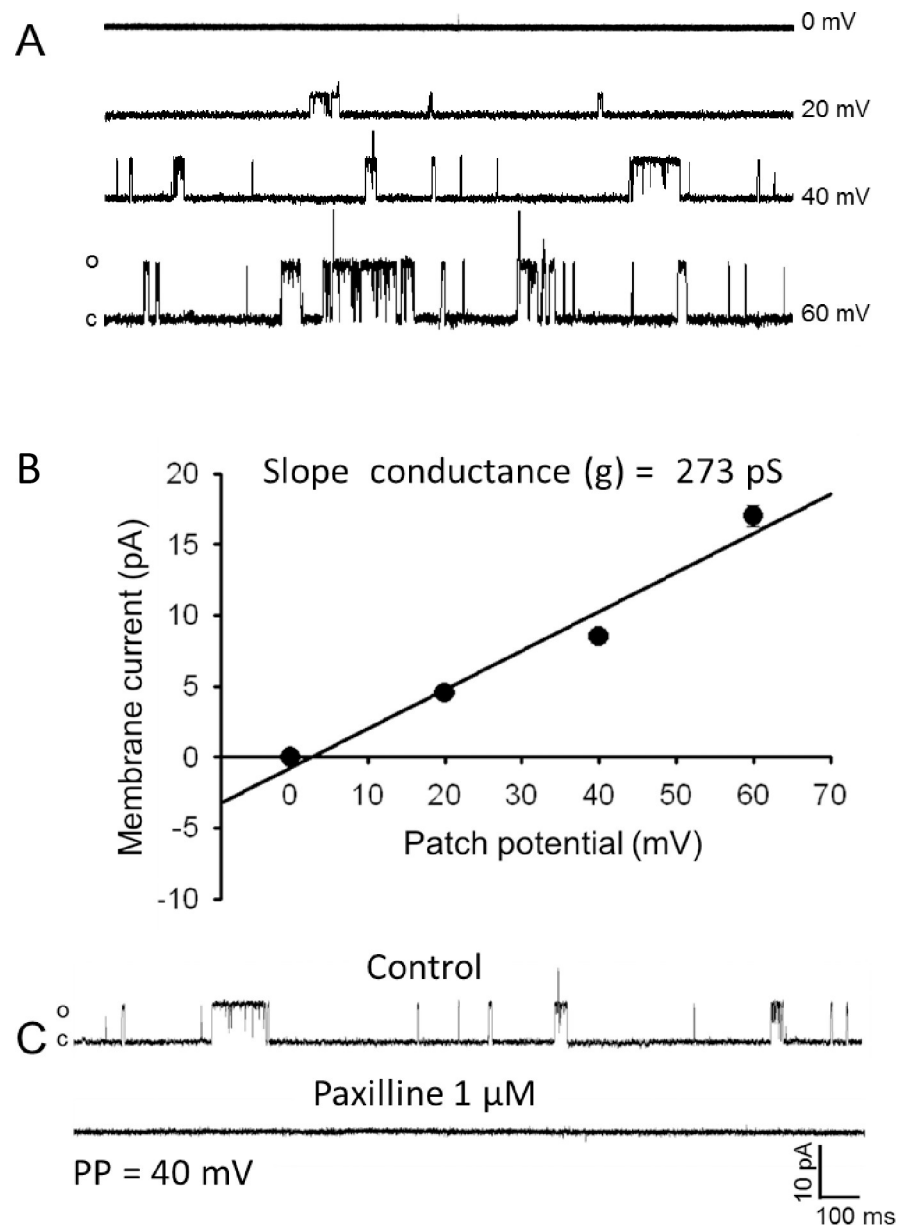 A
0 mV
20 mV
40 mV
o
c
60 mV
B
Slope conductance (g) = 273 pS
20
15
10
5
0
-5
-10
0 10 20 30 40 50 60 70
Membrane current (pA)
Patch potential (mV)
Control
C
o
c
Paxilline 1 µM
PP = 40 mV
10 pA
100 ms